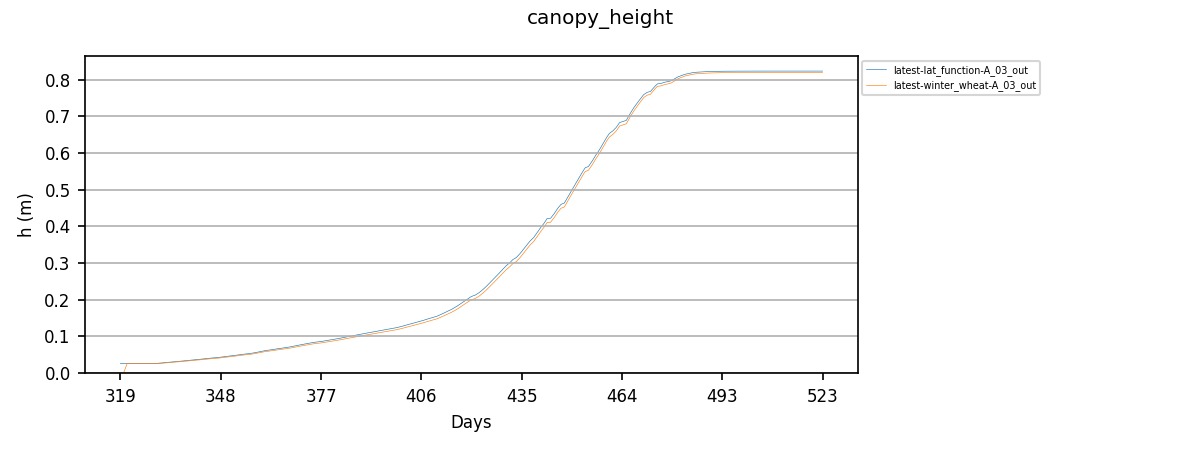 canopy_height
latest-lat_function-A_03_out
latest-winter_wheat-A_03_out
0.8
0.7
0.6
0.5
0.4
0.3
0.2
0.1
0.0
h (m)
319 348 377 406 435 464 493 523
Days